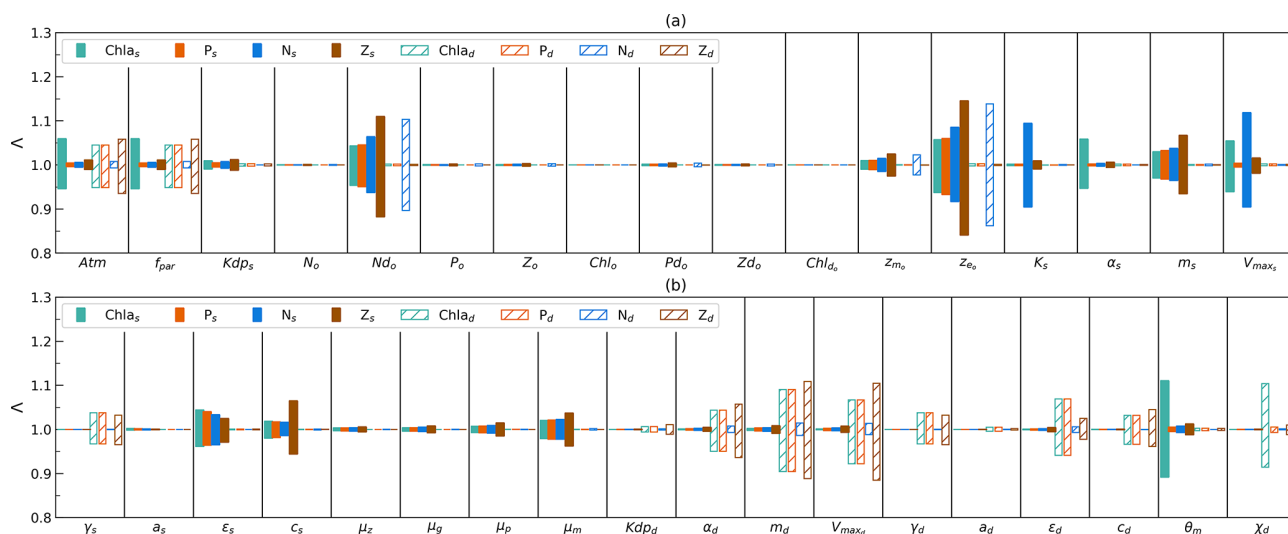 (a)
1.3
Chla_s P_s N_s Z_s Chla_d P_d N_d Z_d
1.2
1.1
Λ 1.0
0.9
0.8
Atm f_par Kdp_s N_o Nd_o P_o Z_o Chl_o Pd_o Zd_o Chl_d_o z_m_o z_e_o K_s α_s m_s V_max_s
(b)
1.3
Chla_s P_s N_s Z_s Chla_d P_d N_d Z_d
1.2
1.1
Λ 1.0
0.9
0.8
γ_s a_s ε_s c_s μ_z μ_g μ_p μ_m Kdp_d α_d m_d V_max_d γ_d a_d ε_d c_d θ_m χ_d